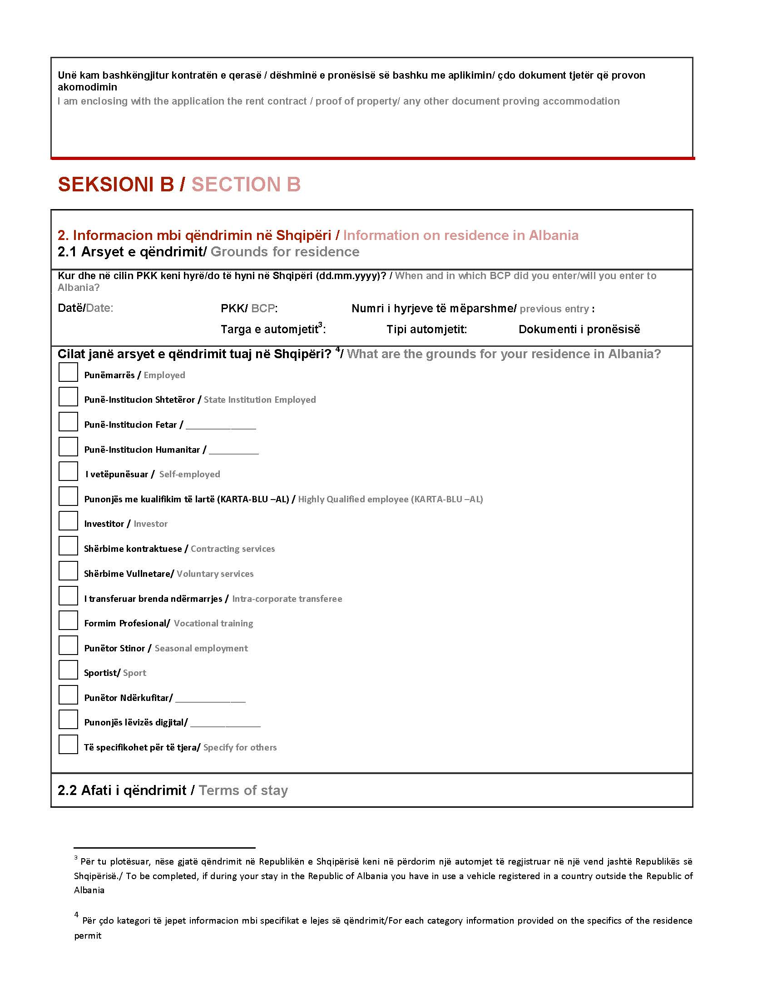 Unë kam bashkëngjitur kontratën e qerasë / dëshminë e pronësisë së bashku me aplikimin/ çdo dokument tjetër që provon
akomodimin
I am enclosing with the application the rent contract / proof of property/ any other document proving accommodation
SEKSIONI B / SECTION B
2. Informacion mbi qëndrimin në Shqipëri / Information on residence in Albania
2.1 Arsyet e qëndrimit/ Grounds for residence
Kur dhe në cilin PKK keni hyrë/do të hyni në Shqipëri (dd.mm.yyyy)? / When and in which BCP did you enter/will you enter to
Albania?
Datë/Date: PKK/ BCP: Numri i hyrjeve të mëparshme/ previous entry :
Targa e automjetit3: Tipi automjetit: Dokumenti i pronësisë
Cilat janë arsyet e qëndrimit tuaj në Shqipëri? 4/ What are the grounds for your residence in Albania?
Punëmarrës / Employed
Punë-Institucion Shtetëror / State Institution Employed
Punë-Institucion Fetar / ______________
Punë-Institucion Humanitar / __________
I vetëpunësuar / Self-employed
Punonjës me kualifikim të lartë (KARTA-BLU –AL) / Highly Qualified employee (KARTA-BLU –AL)
Investitor / Investor
Shërbime kontraktuese / Contracting services
Shërbime Vullnetare/ Voluntary services
I transferuar brenda ndërmarrjes / Intra-corporate transferee
Formim Profesional/ Vocational training
Punëtor Stinor / Seasonal employment
Sportist/ Sport
Punëtor Ndërkufitar/ ______________
Punonjës lëvizës digjital/ ______________
Të specifikohet për të tjera/ Specify for others
2.2 Afati i qëndrimit / Terms of stay
3 Për tu plotësuar, nëse gjatë qëndrimit në Republikën e Shqipërisë keni në përdorim një automjet të regjistruar në një vend jashtë Republikës së
Shqipërisë./ To be completed, if during your stay in the Republic of Albania you have in use a vehicle registered in a country outside the Republic of
Albania
4 Për çdo kategori të jepet informacion mbi specifikat e lejes së qëndrimit/For each category information provided on the specifics of the residence
permit